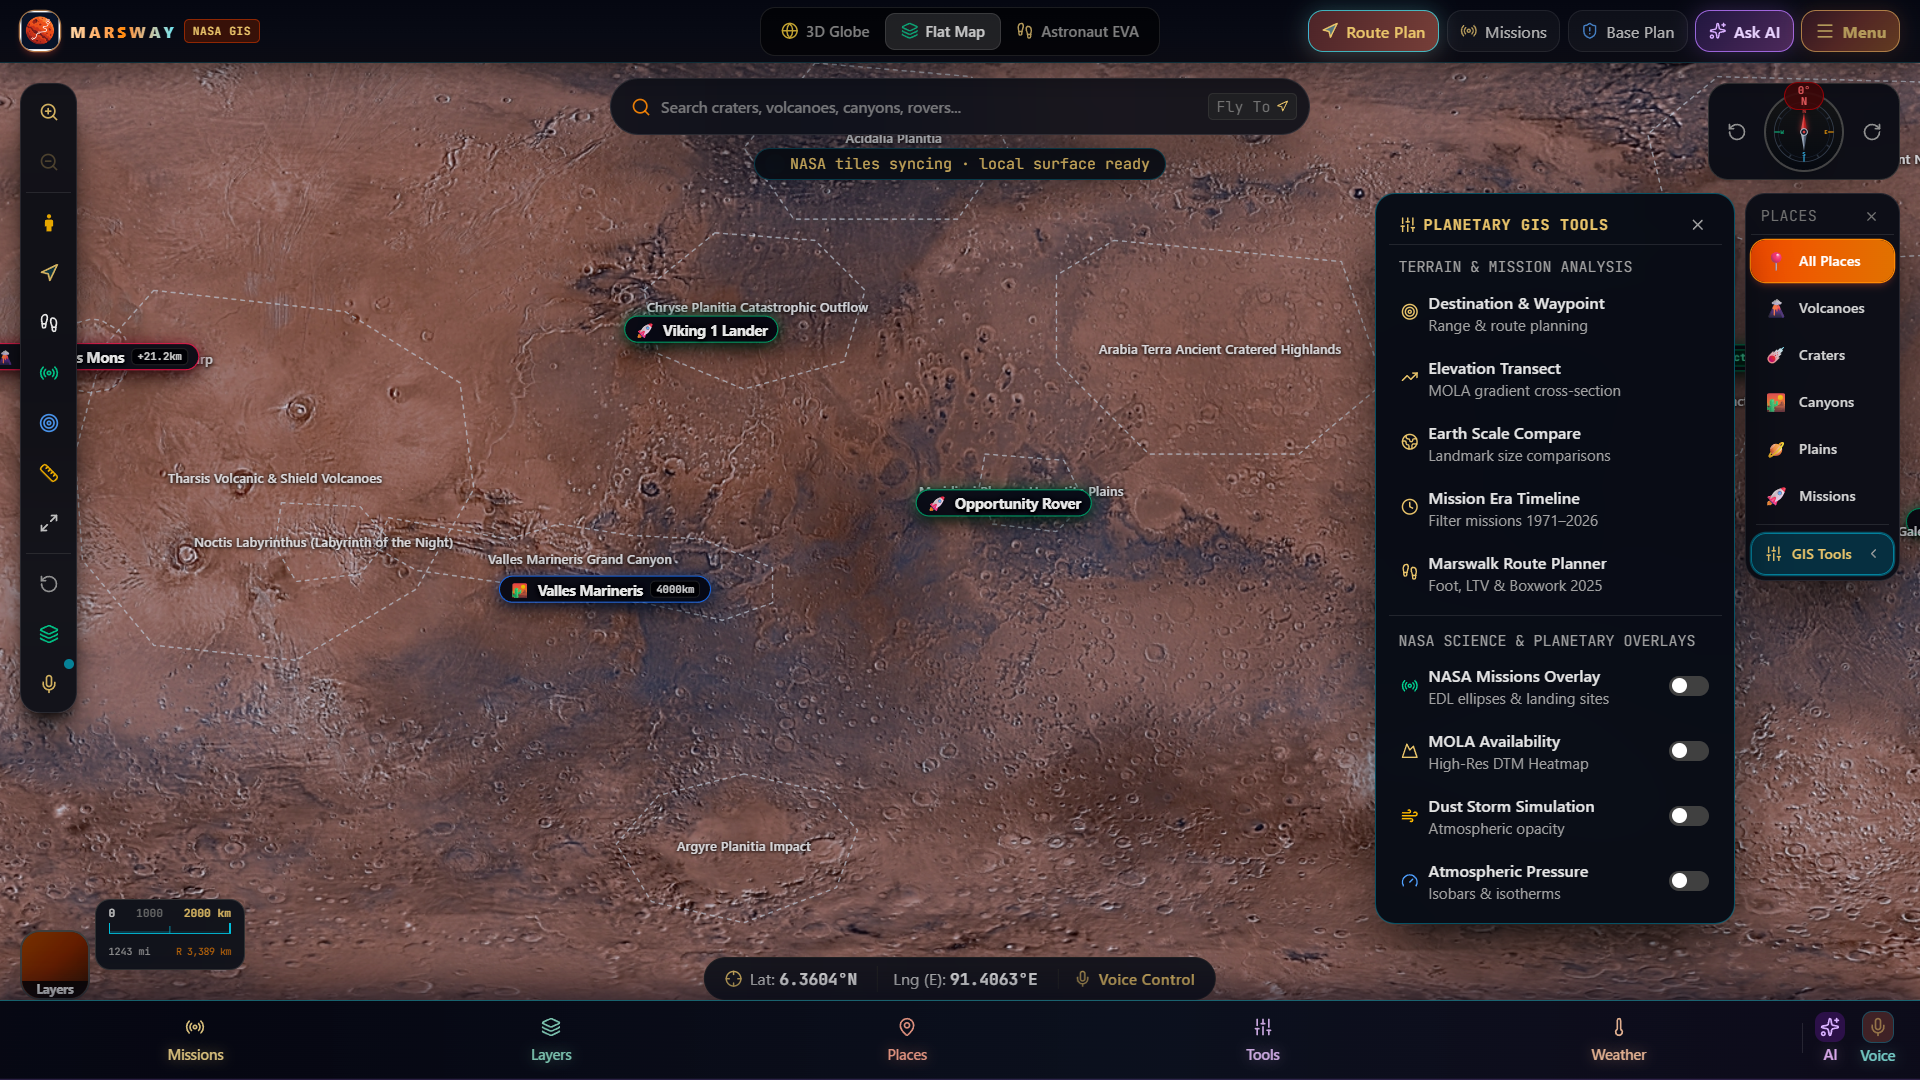 MARSWAY
NASA GIS
3D Globe
Flat Map
Astronaut EVA
Route Plan
Missions
Base Plan
Ask AI
Menu
Search craters, volcanoes, canyons, rovers...
Fly To
0°
N
Acidalia Planitia
NASA tiles syncing · local surface ready
Chryse Planitia Catastrophic Outflow
Viking 1 Lander
s Mons
+21.2km
rp
Arabia Terra Ancient Cratered Highlands
Tharsis Volcanic & Shield Volcanoes
Plains
Opportunity Rover
Noctis Labyrinthus (Labyrinth of the Night)
Valles Marineris Grand Canyon
Valles Marineris
4000km
Argyre Planitia Impact
PLANETARY GIS TOOLS
TERRAIN & MISSION ANALYSIS
Destination & Waypoint
Range & route planning
Elevation Transect
MOLA gradient cross-section
Earth Scale Compare
Landmark size comparisons
Mission Era Timeline
Filter missions 1971–2026
Marswalk Route Planner
Foot, LTV & Boxwork 2025
NASA SCIENCE & PLANETARY OVERLAYS
NASA Missions Overlay
EDL ellipses & landing sites
MOLA Availability
High-Res DTM Heatmap
Dust Storm Simulation
Atmospheric opacity
Atmospheric Pressure
Isobars & isotherms
PLACES
All Places
Volcanoes
Craters
Canyons
Plains
Missions
GIS Tools
0 1000 2000 km
1243 mi R 3,389 km
Layers
Lat: 6.3604°N
Lng (E): 91.4063°E
Voice Control
Missions
Layers
Places
Tools
Weather
AI
Voice